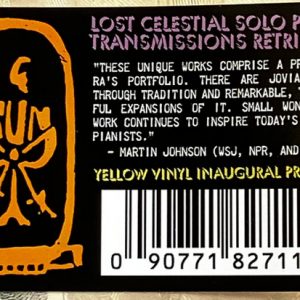 LOST CELESTIAL SOLO
TRANSMISSIONS RETRI
"THESE UNIQUE WORKS COMPRISE A PR
RA'S PORTFOLIO. THERE ARE JOVIA
THROUGH TRADITION AND REMARKABLE, T
FUL EXPANSIONS OF IT. SMALL WON
WORK CONTINUES TO INSPIRE TODAY'S
PIANISTS."
- MARTIN JOHNSON (WSJ, NPR, AND
YELLOW VINYL INAUGURAL PR
0 90771 82711